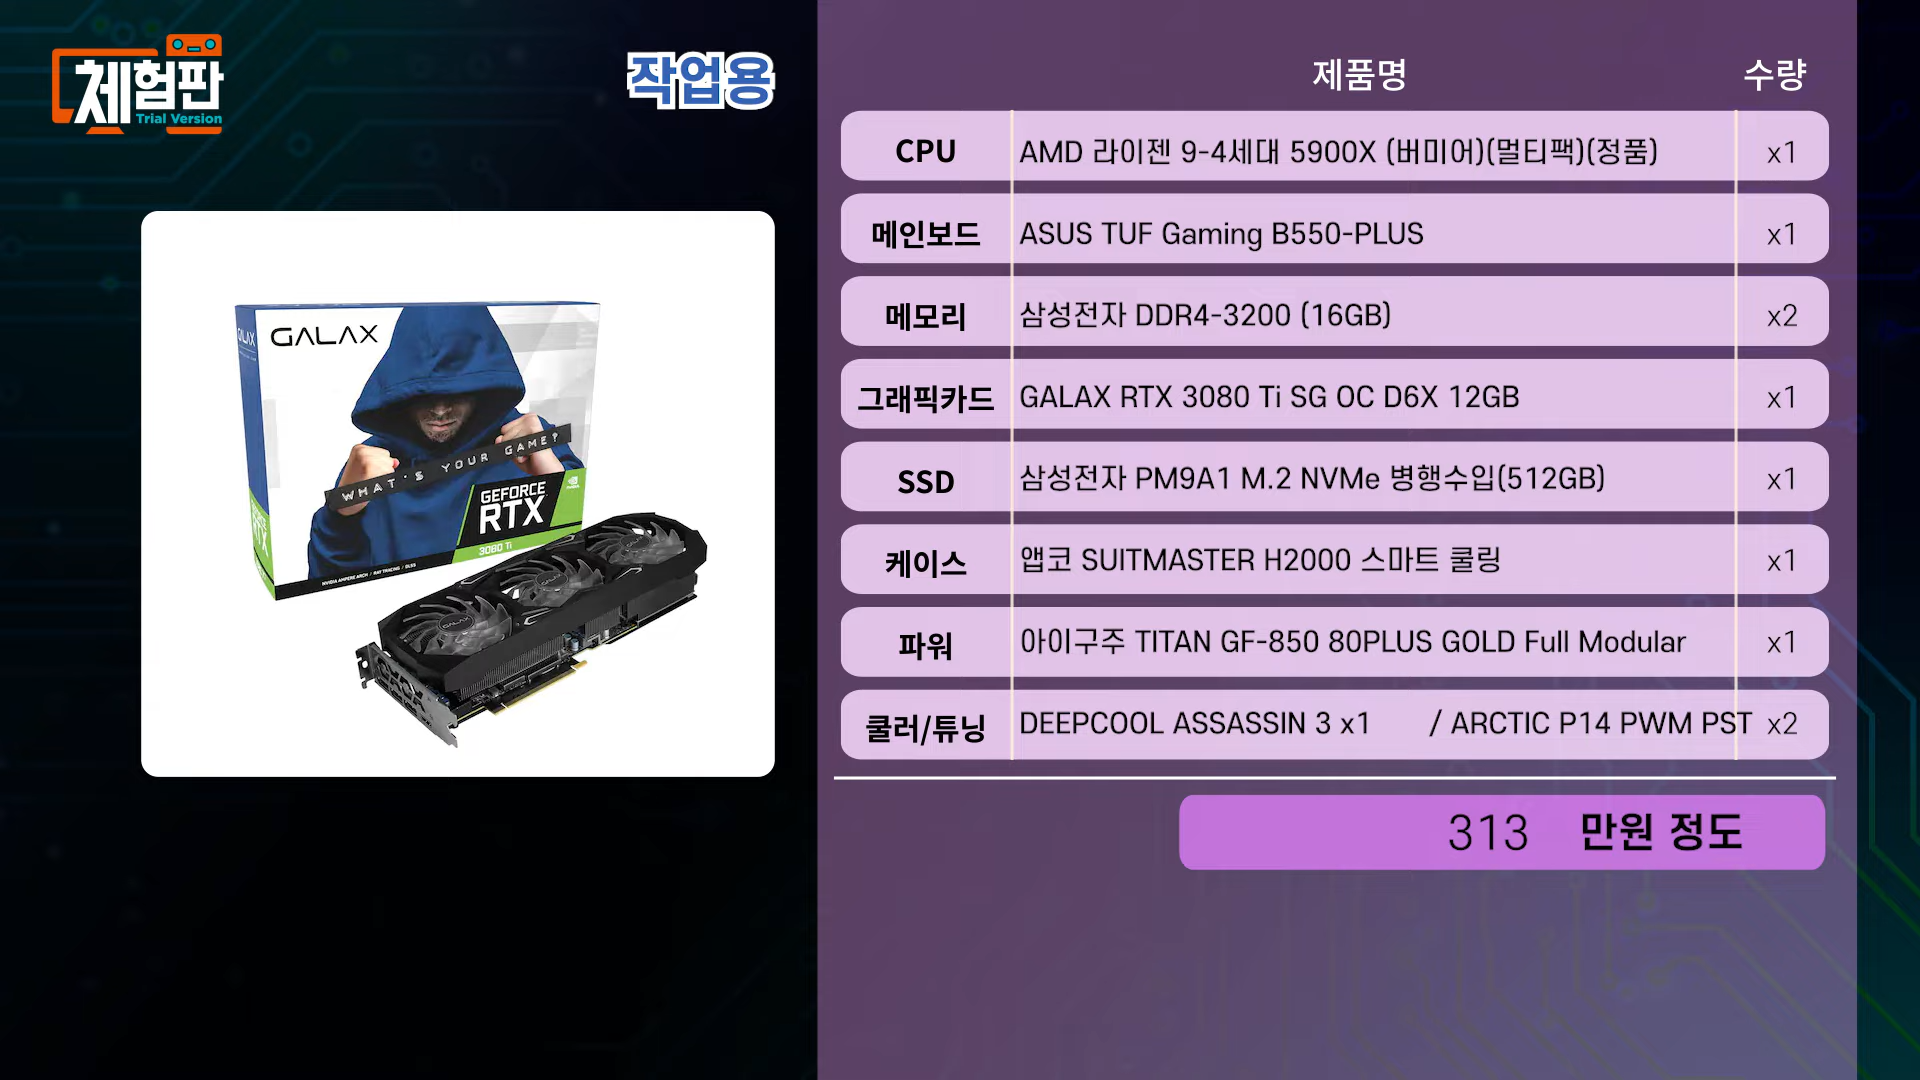 체험판
Trial Version
작업용
GALAX
GALAX
WHAT'S YOUR GAME?
GEFORCE
RTX
3080 Ti
NVIDIA AMPERE ARCH / RAY TRACING / DLSS
제품명 수량
CPU AMD 라이젠 9-4세대 5900X (버미어)(멀티팩)(정품) x1
메인보드 ASUS TUF Gaming B550-PLUS x1
메모리 삼성전자 DDR4-3200 (16GB) x2
그래픽카드 GALAX RTX 3080 Ti SG OC D6X 12GB x1
SSD 삼성전자 PM9A1 M.2 NVMe 병행수입(512GB) x1
케이스 앱코 SUITMASTER H2000 스마트 쿨링 x1
파워 아이구주 TITAN GF-850 80PLUS GOLD Full Modular x1
쿨러/튜닝 DEEPCOOL ASSASSIN 3 x1 / ARCTIC P14 PWM PST x2
313 만원 정도